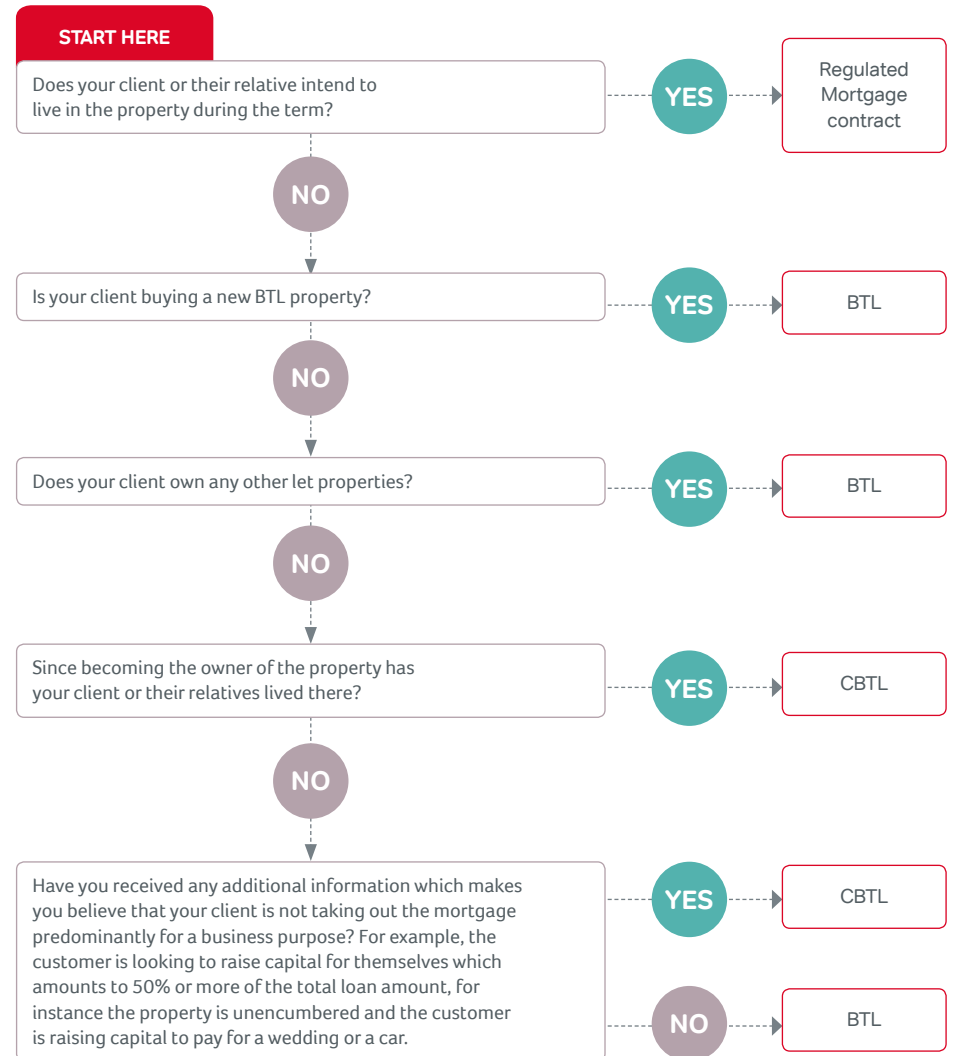 START HERE
Does your client or their relative intend to
live in the property during the term?
YES
Regulated
Mortgage
contract
NO
Is your client buying a new BTL property?
YES
BTL
NO
Does your client own any other let properties?
YES
BTL
NO
Since becoming the owner of the property has
your client or their relatives lived there?
YES
CBTL
NO
Have you received any additional information which makes
you believe that your client is not taking out the mortgage
predominantly for a business purpose? For example, the
customer is looking to raise capital for themselves which
amounts to 50% or more of the total loan amount, for
instance the property is unencumbered and the customer
is raising capital to pay for a wedding or a car.
YES
CBTL
NO
BTL